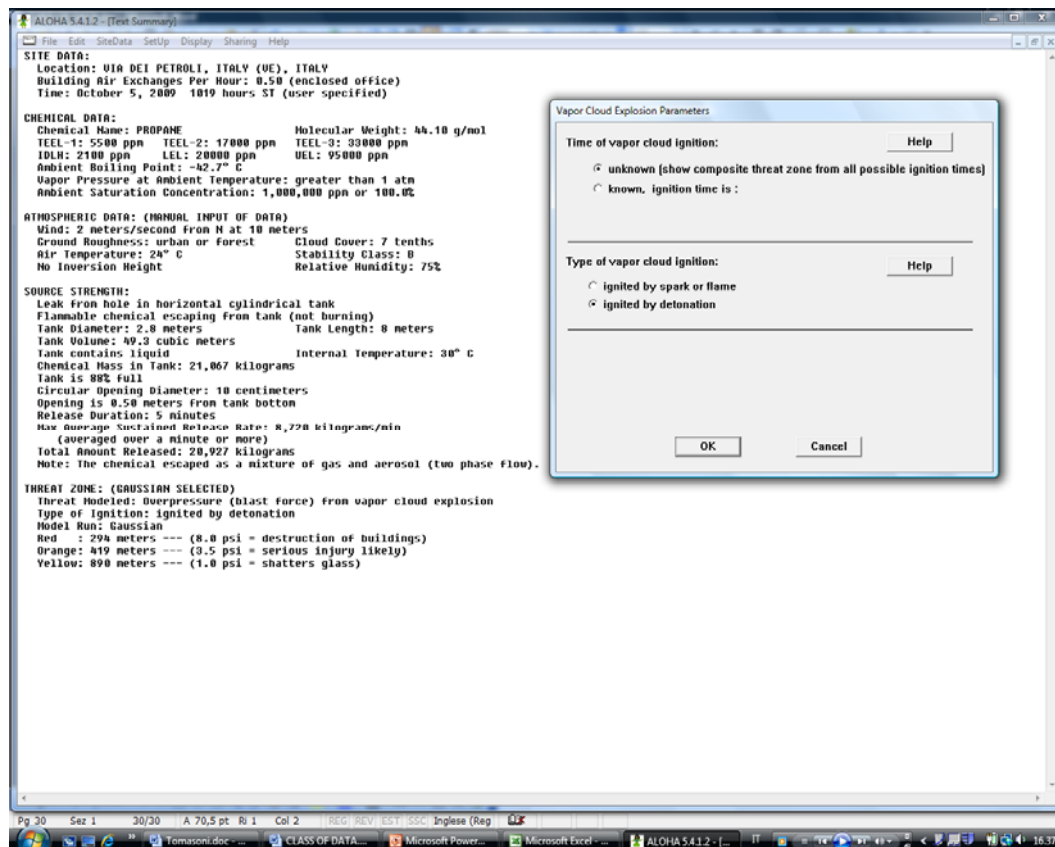 ALOHA 5.4.1.2 - [Text Summary]
File Edit SiteData SetUp Display Sharing Help
SITE DATA:
Location: VIA DEI PETROLI, ITALY (VE), ITALY
Building Air Exchanges Per Hour: 0.50 (enclosed office)
Time: October 5, 2009 1019 hours ST (user specified)
CHEMICAL DATA:
Chemical Name: PROPANE Molecular Weight: 44.10 g/mol
TEEL-1: 5500 ppm TEEL-2: 17000 ppm TEEL-3: 33000 ppm
IDLH: 2100 ppm LEL: 20000 ppm UEL: 95000 ppm
Ambient Boiling Point: -42.7° C
Vapor Pressure at Ambient Temperature: greater than 1 atm
Ambient Saturation Concentration: 1,000,000 ppm or 100.0%
ATMOSPHERIC DATA: (MANUAL INPUT OF DATA)
Wind: 2 meters/second from N at 10 meters
Ground Roughness: urban or forest Cloud Cover: 7 tenths
Air Temperature: 24° C Stability Class: B
No Inversion Height Relative Humidity: 75%
SOURCE STRENGTH:
Leak from hole in horizontal cylindrical tank
Flammable chemical escaping from tank (not burning)
Tank Diameter: 2.8 meters Tank Length: 8 meters
Tank Volume: 49.3 cubic meters
Tank contains liquid Internal Temperature: 30° C
Chemical Mass in Tank: 21,067 kilograms
Tank is 88% full
Circular Opening Diameter: 10 centimeters
Opening is 0.50 meters from tank bottom
Release Duration: 5 minutes
Max Average Sustained Release Rate: 8,720 kilograms/min
(averaged over a minute or more)
Total Amount Released: 20,927 kilograms
Note: The chemical escaped as a mixture of gas and aerosol (two phase flow).
THREAT ZONE: (GAUSSIAN SELECTED)
Threat Modeled: Overpressure (blast force) from vapor cloud explosion
Type of Ignition: ignited by detonation
Model Run: Gaussian
Red : 294 meters --- (8.0 psi = destruction of buildings)
Orange: 419 meters --- (3.5 psi = serious injury likely)
Yellow: 890 meters --- (1.0 psi = shatters glass)
Vapor Cloud Explosion Parameters
Time of vapor cloud ignition:
Help
unknown (show composite threat zone from all possible ignition times)
known, ignition time is :
Type of vapor cloud ignition:
Help
ignited by spark or flame
ignited by detonation
OK Cancel
Pg 30 Sez 1 30/30 A 70,5 pt Ri 1 Col 2 REG REV EST SSC Inglese (Reg
Tomasoni.doc - ... CLASS OF DATA.... Microsoft Power... Microsoft Excel - ... ALOHA 5.4.1.2 - [... IT 16.37